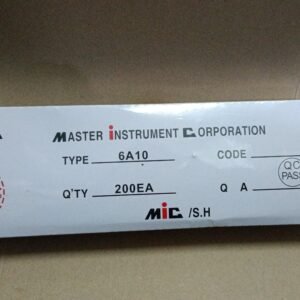 MASTER INSTRUMENT CORPORATION
TYPE 6A10 CODE
QC PASS
Q'TY 200EA Q A
MIC /S.H